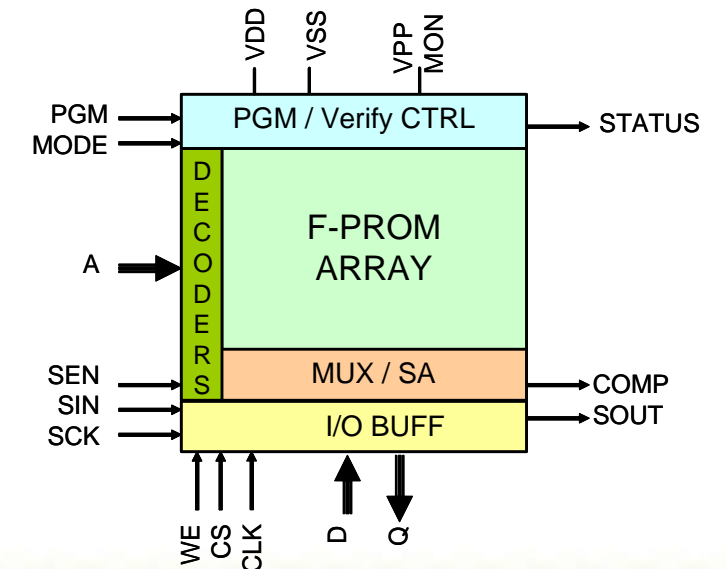 VDD
VSS
VPP
MON
PGM
PGM / Verify CTRL
STATUS
MODE
DECODERS
F-PROM
ARRAY
A
SEN
MUX / SA
COMP
SIN
SOUT
I/O BUFF
SCK
WE
CS
CLK
D
Q